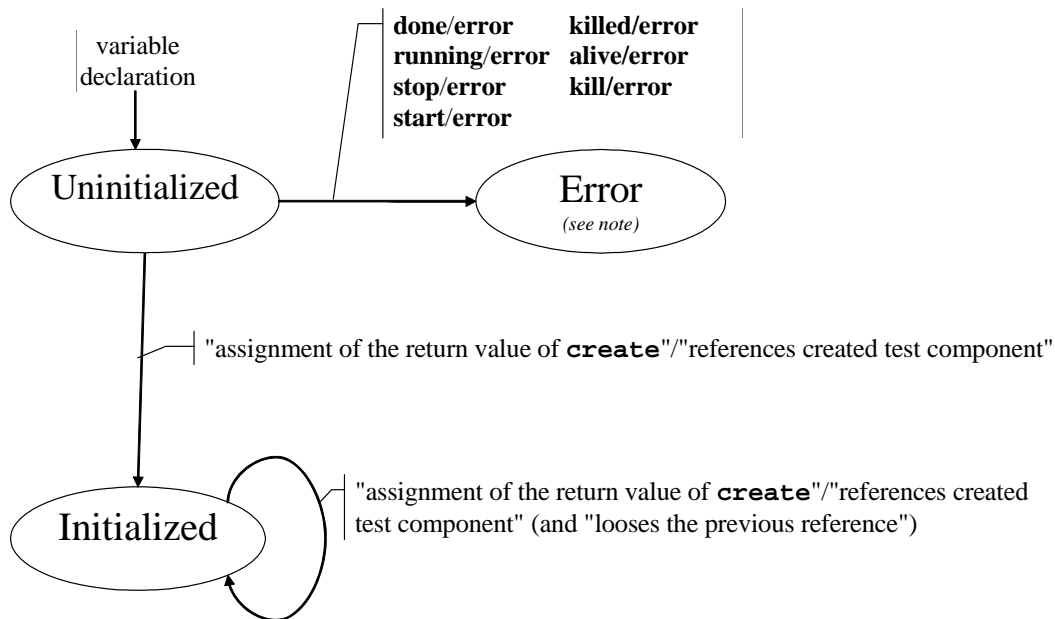 variable
declaration
done/error killed/error
running/error alive/error
stop/error kill/error
start/error
Uninitialized
Error
(see note)
"assignment of the return value of create"/"references created test component"
Initialized
"assignment of the return value of create"/"references created
test component" (and "looses the previous reference")